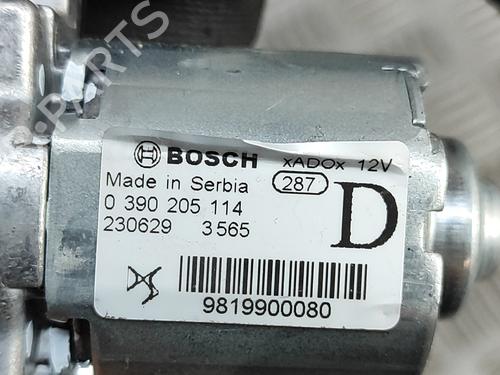 BOSCH xADOx 12V
Made in Serbia 287
0 390 205 114 D
230629 3565
9819900080